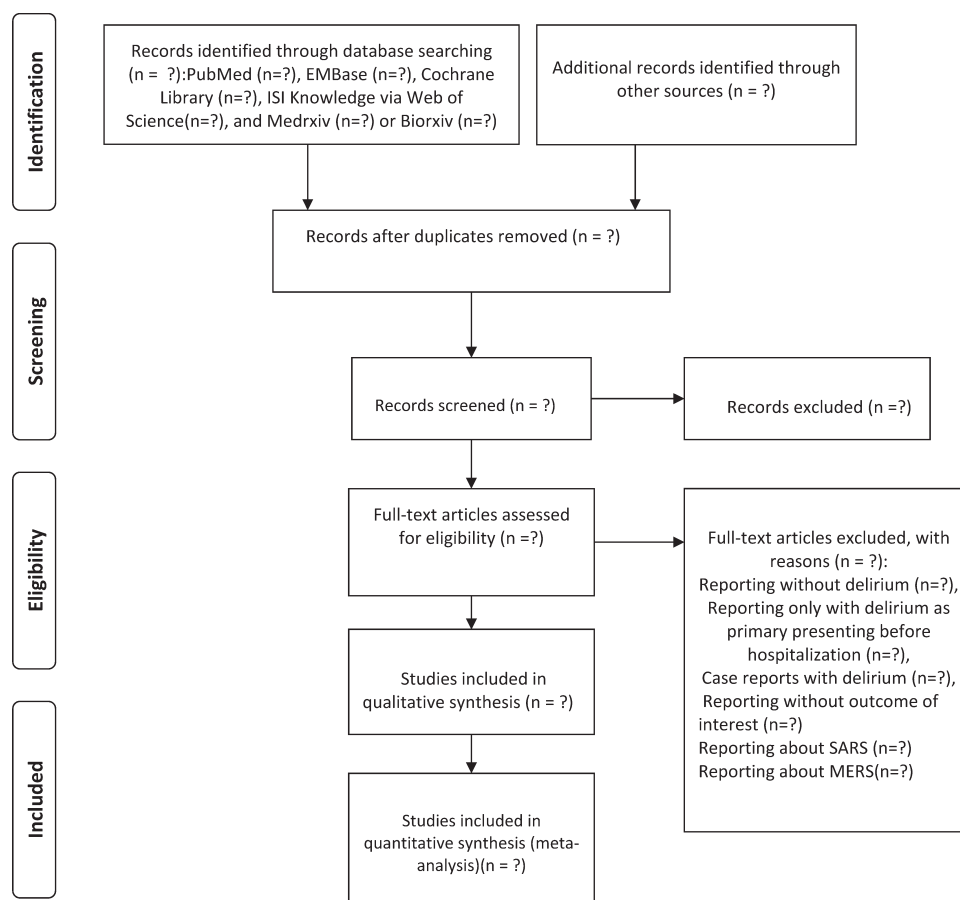 Identification
Records identified through database searching
(n = ?):PubMed (n=?), EMBase (n=?), Cochrane
Library (n=?), ISI Knowledge via Web of
Science(n=?), and Medrxiv (n=?) or Biorxiv (n=?)
Additional records identified through
other sources (n = ?)
Records after duplicates removed (n = ?)
Screening
Records screened (n = ?)
Records excluded (n =?)
Eligibility
Full-text articles assessed
for eligibility (n =?)
Full-text articles excluded, with
reasons (n = ?):
Reporting without delirium (n=?),
Reporting only with delirium as
primary presenting before
hospitalization (n=?),
Case reports with delirium (n=?),
Reporting without outcome of
interest (n=?)
Reporting about SARS (n=?)
Reporting about MERS(n=?)
Studies included in
qualitative synthesis (n = ?)
Included
Studies included in
quantitative synthesis (meta-
analysis)(n = ?)